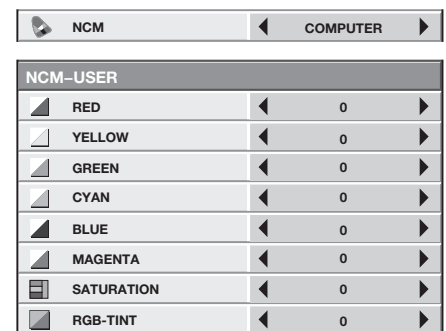 NCM COMPUTER
NCM–USER
RED 0
YELLOW 0
GREEN 0
CYAN 0
BLUE 0
MAGENTA 0
SATURATION 0
RGB-TINT 0